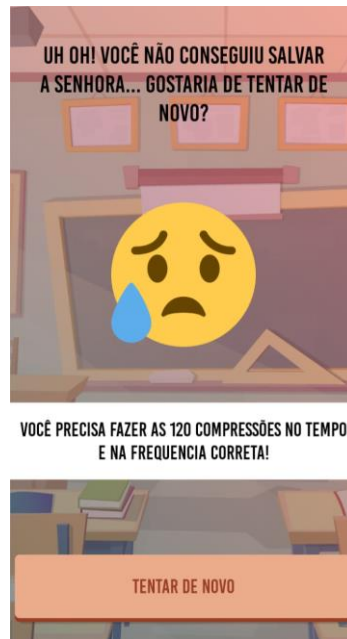 UH OH! VOCÊ NÃO CONSEGUIU SALVAR
A SENHORA... GOSTARIA DE TENTAR DE
NOVO?
VOCÊ PRECISA FAZER AS 120 COMPRESSÕES NO TEMPO
E NA FREQUENCIA CORRETA!
TENTAR DE NOVO